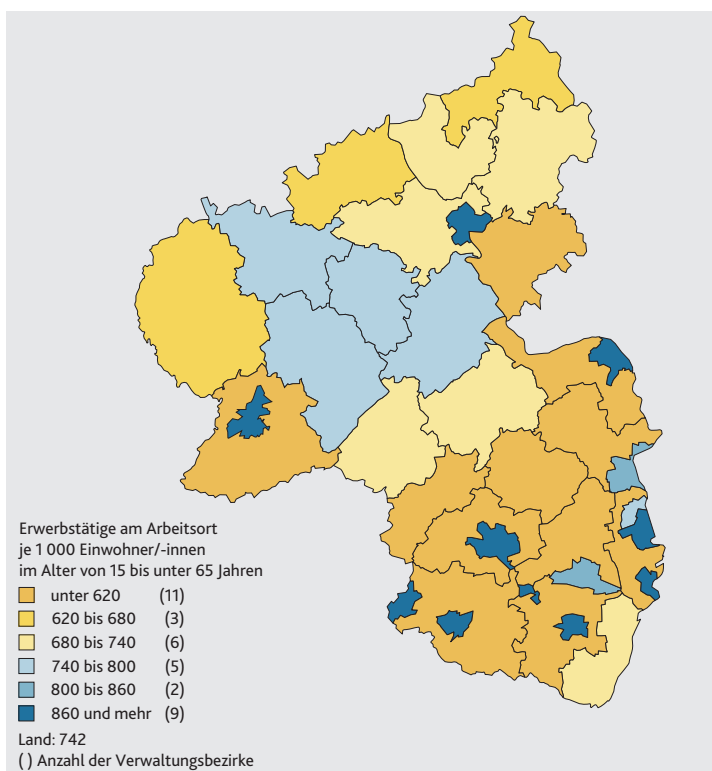 Erwerbstätige am Arbeitsort
je 1 000 Einwohner/-innen
im Alter von 15 bis unter 65 Jahren
unter 620 (11)
620 bis 680 (3)
680 bis 740 (6)
740 bis 800 (5)
800 bis 860 (2)
860 und mehr (9)
Land: 742
( ) Anzahl der Verwaltungsbezirke